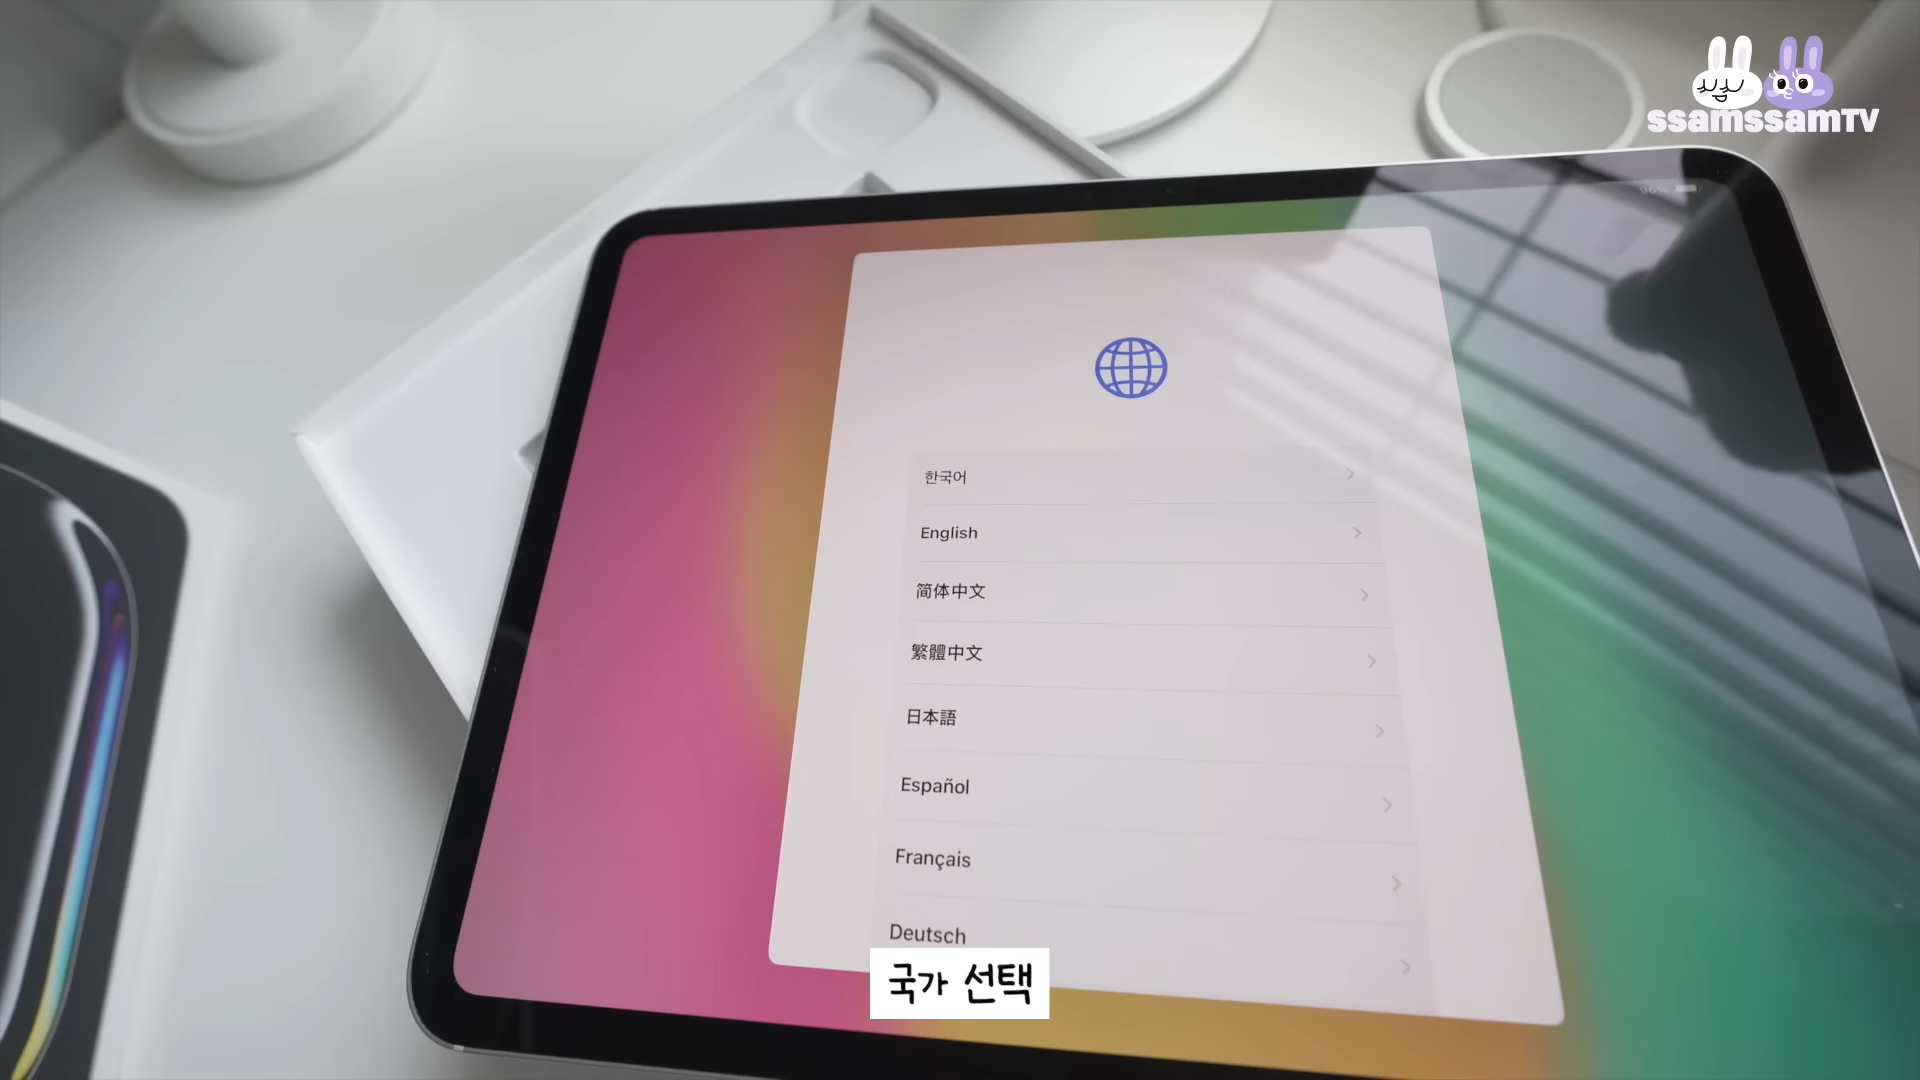 ssamssamTV
96%
한국어
English
简体中文
繁體中文
日本語
Español
Français
Deutsch
국가 선택